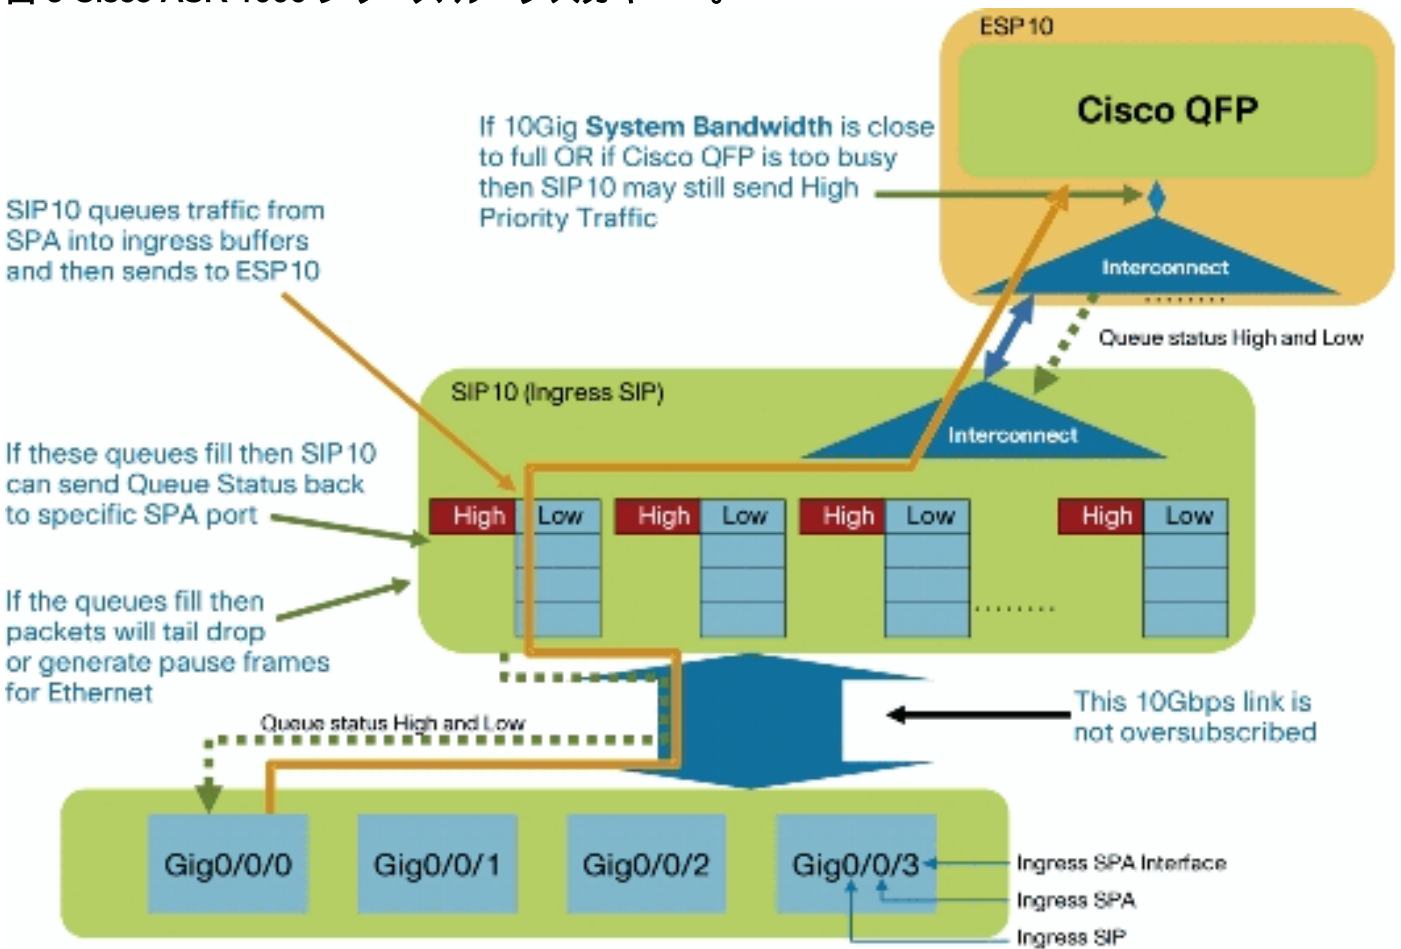 ESP10
Cisco QFP
If 10Gig System Bandwidth is close
to full OR if Cisco QFP is too busy
then SIP10 may still send High
Priority Traffic
SIP10 queues traffic from
SPA into ingress buffers
and then sends to ESP10
Interconnect
Queue status High and Low
SIP10 (Ingress SIP)
Interconnect
If these queues fill then SIP10
can send Queue Status back
to specific SPA port
High Low High Low High Low High Low
If the queues fill then
packets will tail drop
or generate pause frames
for Ethernet
This 10Gbps link is
not oversubscribed
Queue status High and Low
Gig0/0/0 Gig0/0/1 Gig0/0/2 Gig0/0/3
Ingress SPA Interface
Ingress SPA
Ingress SIP